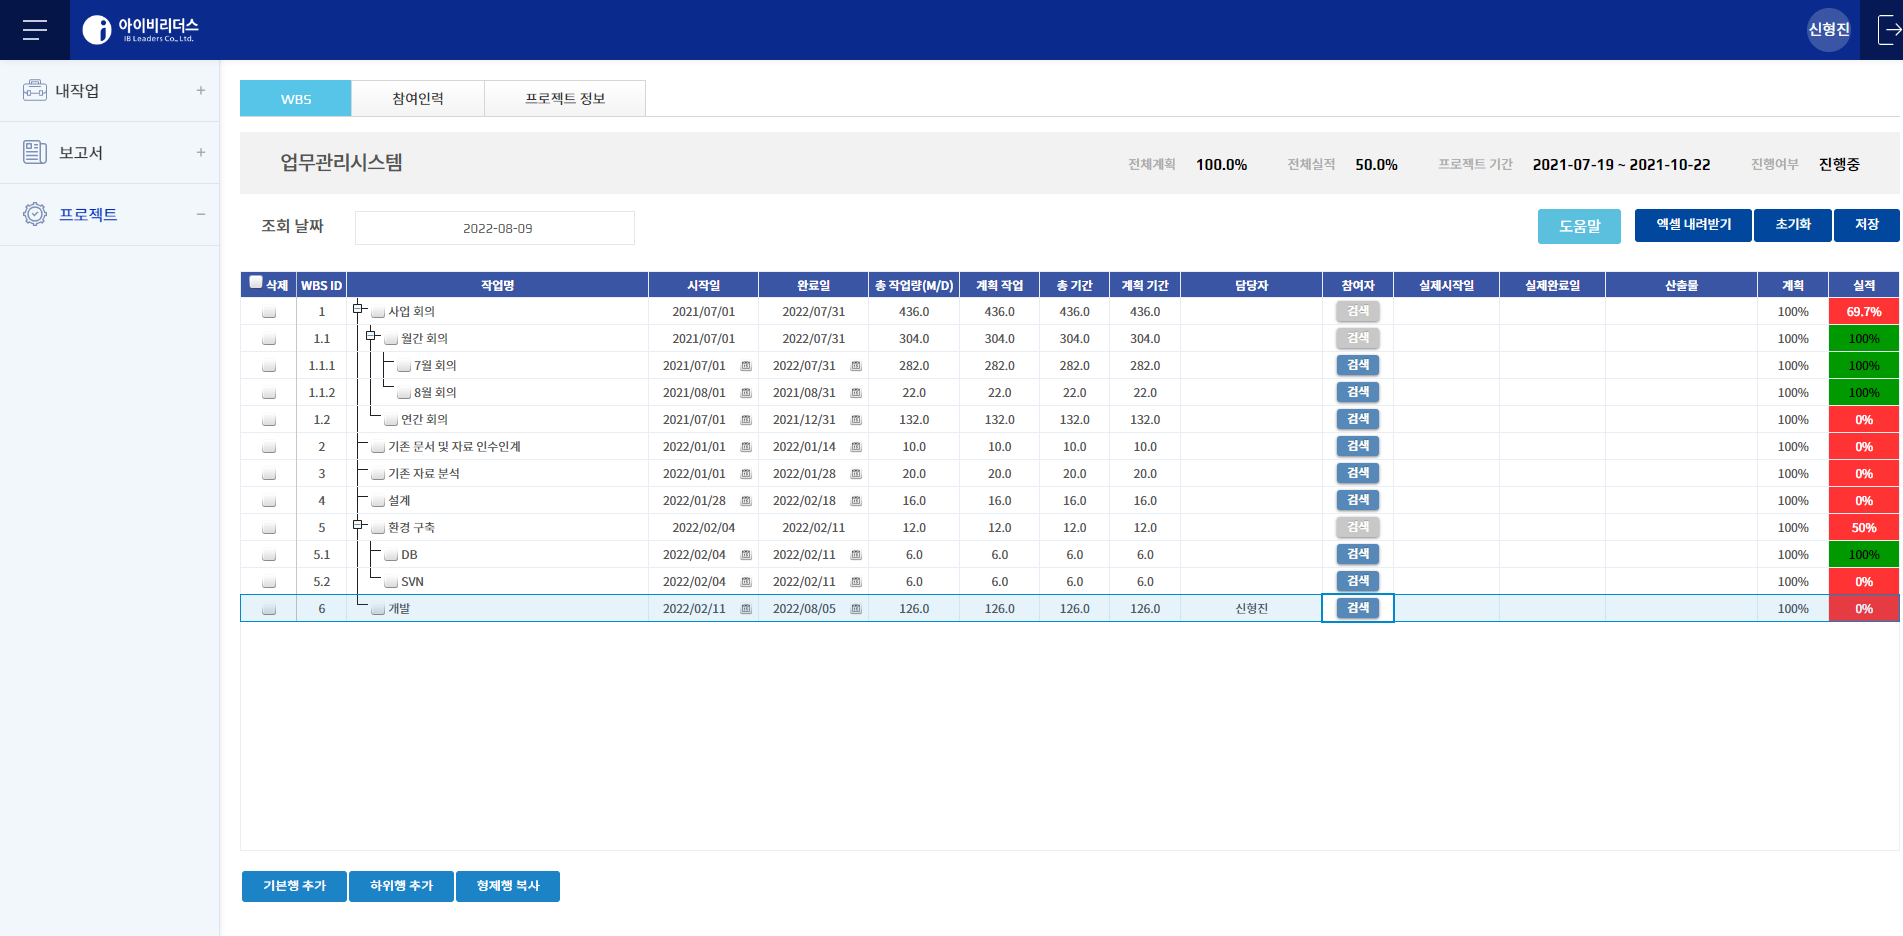 아이비리더스
IB Leaders Co., Ltd.
신형진
내작업 +
보고서 +
프로젝트 −
WBS 참여인력 프로젝트 정보
업무관리시스템 전체계획 100.0% 전체실적 50.0% 프로젝트 기간 2021-07-19 ~ 2021-10-22 진행여부 진행중
조회 날짜 2022-08-09 도움말 엑셀 내려받기 초기화 저장
삭제 WBS ID 작업명 시작일 완료일 총 작업량(M/D) 계획 작업 총 기간 계획 기간 담당자 참여자 실제시작일 실제완료일 산출물 계획 실적
1 사업 회의 2021/07/01 2022/07/31 436.0 436.0 436.0 436.0 검색 100% 69.7%
1.1 월간 회의 2021/07/01 2022/07/31 304.0 304.0 304.0 304.0 검색 100% 100%
1.1.1 7월 회의 2021/07/01 2022/07/31 282.0 282.0 282.0 282.0 검색 100% 100%
1.1.2 8월 회의 2021/08/01 2021/08/31 22.0 22.0 22.0 22.0 검색 100% 100%
1.2 연간 회의 2021/07/01 2021/12/31 132.0 132.0 132.0 132.0 검색 100% 0%
2 기존 문서 및 자료 인수인계 2022/01/01 2022/01/14 10.0 10.0 10.0 10.0 검색 100% 0%
3 기존 자료 분석 2022/01/01 2022/01/28 20.0 20.0 20.0 20.0 검색 100% 0%
4 설계 2022/01/28 2022/02/18 16.0 16.0 16.0 16.0 검색 100% 0%
5 환경 구축 2022/02/04 2022/02/11 12.0 12.0 12.0 12.0 검색 100% 50%
5.1 DB 2022/02/04 2022/02/11 6.0 6.0 6.0 6.0 검색 100% 100%
5.2 SVN 2022/02/04 2022/02/11 6.0 6.0 6.0 6.0 검색 100% 0%
6 개발 2022/02/11 2022/08/05 126.0 126.0 126.0 126.0 신형진 검색 100% 0%
기본행 추가 하위행 추가 형제행 복사